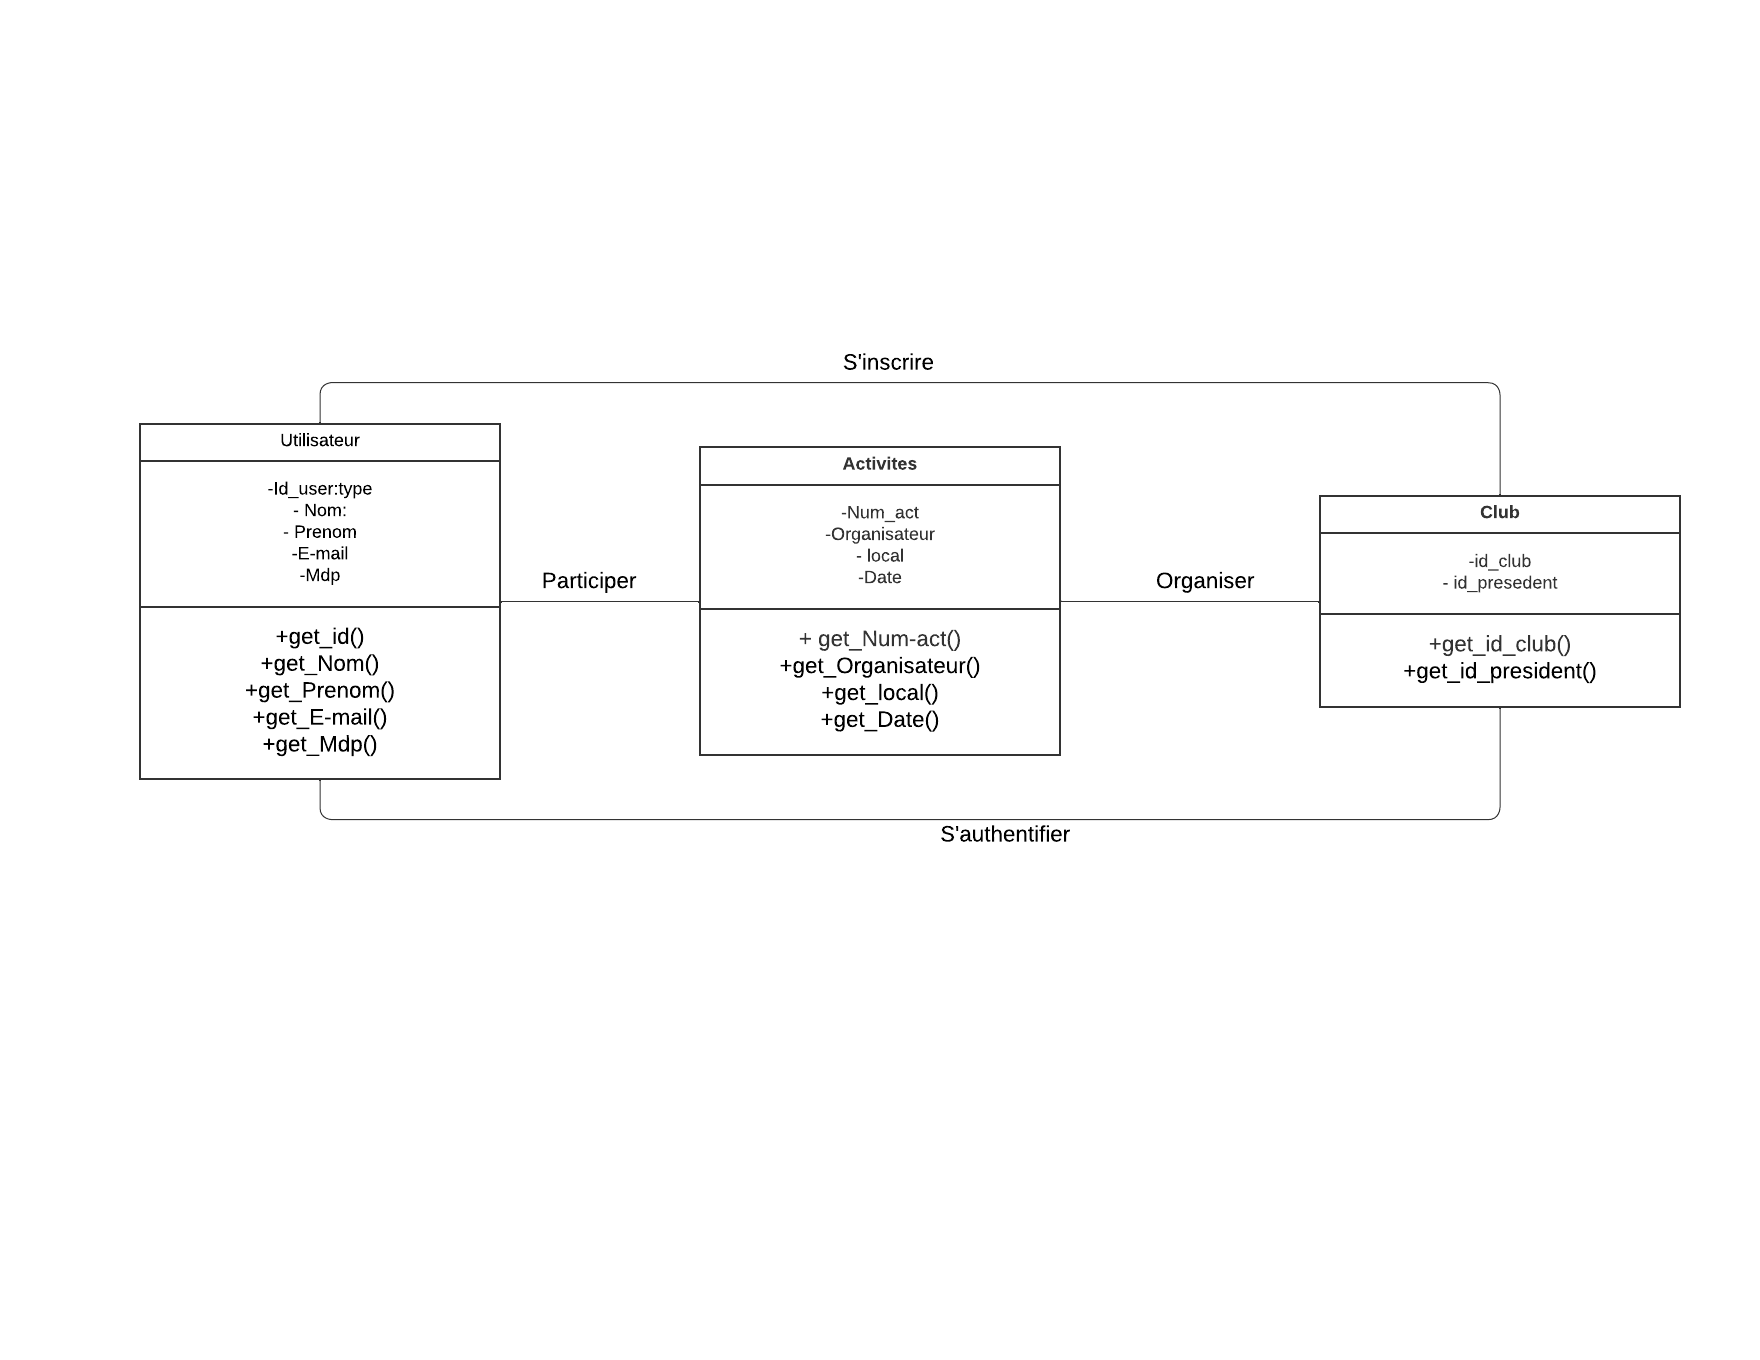 S'inscrire
Utilisateur
-Id_user:type
- Nom:
- Prenom
-E-mail
-Mdp
+get_id()
+get_Nom()
+get_Prenom()
+get_E-mail()
+get_Mdp()
Participer
Activites
-Num_act
-Organisateur
- local
-Date
+ get_Num-act()
+get_Organisateur()
+get_local()
+get_Date()
Organiser
Club
-id_club
- id_presedent
+get_id_club()
+get_id_president()
S'authentifier